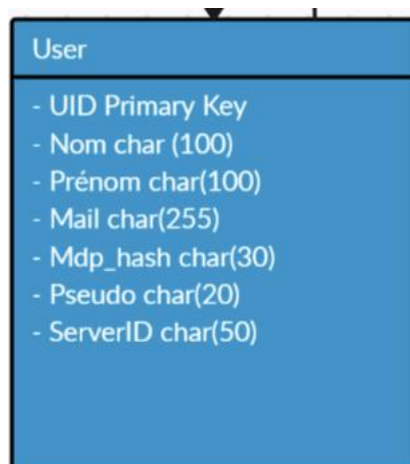 User
- UID Primary Key
- Nom char (100)
- Prénom char(100)
- Mail char(255)
- Mdp_hash char(30)
- Pseudo char(20)
- ServerID char(50)